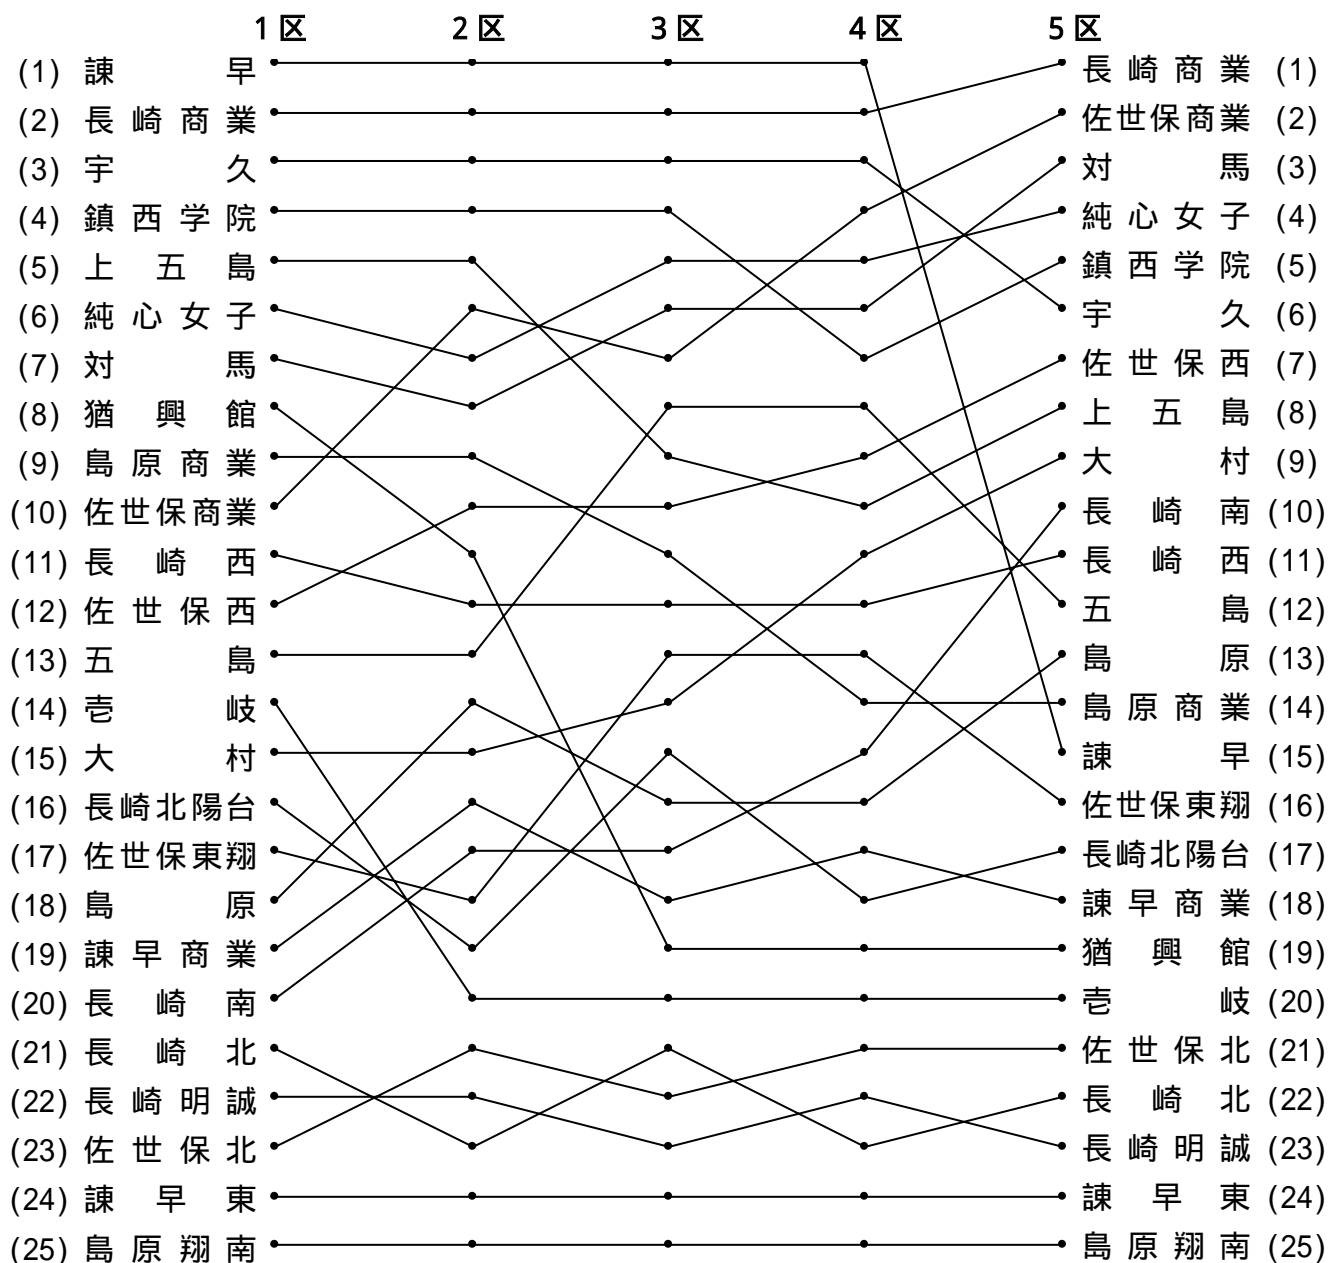 1区 2区 3区 4区 5区
(1) 諫早 長崎商業 (1)
(2) 長崎商業 佐世保商業 (2)
(3) 宇久 対馬 (3)
(4) 鎮西学院 純心女子 (4)
(5) 上五島 鎮西学院 (5)
(6) 純心女子 宇久 (6)
(7) 対馬 佐世保西 (7)
(8) 猶興館 上五島 (8)
(9) 島原商業 大村 (9)
(10) 佐世保商業 長崎南 (10)
(11) 長崎西 長崎西 (11)
(12) 佐世保西 五島 (12)
(13) 五島 島原 (13)
(14) 壱岐 島原商業 (14)
(15) 大村 諫早 (15)
(16) 長崎北陽台 佐世保東翔 (16)
(17) 佐世保東翔 長崎北陽台 (17)
(18) 島原 諫早商業 (18)
(19) 諫早商業 猶興館 (19)
(20) 長崎南 壱岐 (20)
(21) 長崎北 佐世保北 (21)
(22) 長崎明誠 長崎北 (22)
(23) 佐世保北 長崎明誠 (23)
(24) 諫早東 諫早東 (24)
(25) 島原翔南 島原翔南 (25)